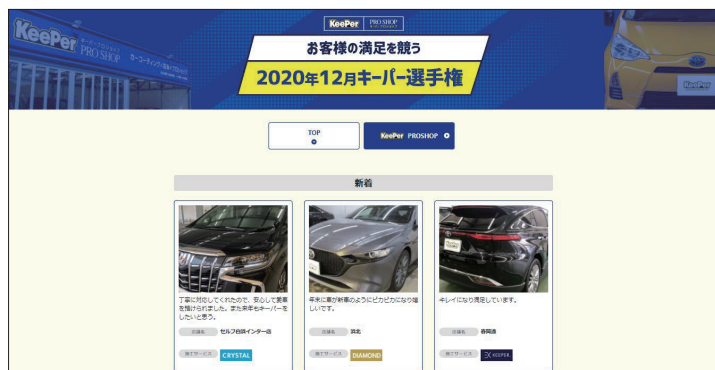 KeePer PRO SHOP
KeePer
PRO SHOP
お客様の満足を競う
2020年12月キーパー選手権
KeePer
TOP
KeePer PROSHOP
新着
丁寧に対応してくれたので、安心して愛車
を預けられました。また来年もキーパーを
したいと思う。
店舗名 セルフ白浜インター店
施工サービス CRYSTAL
年末に車が新車のようにピカピカになり嬉
しいです。
店舗名 浜名
施工サービス DIAMOND
キレイになり満足しています。
店舗名 春岡通
施工サービス EX KEEPER